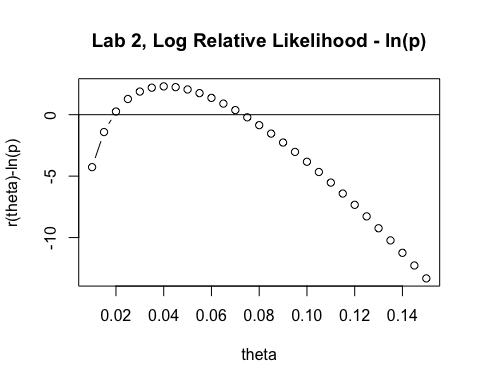 Lab 2, Log Relative Likelihood - ln(p)
r(theta)-ln(p)
0
-5
-10
0.02 0.04 0.06 0.08 0.10 0.12 0.14
theta